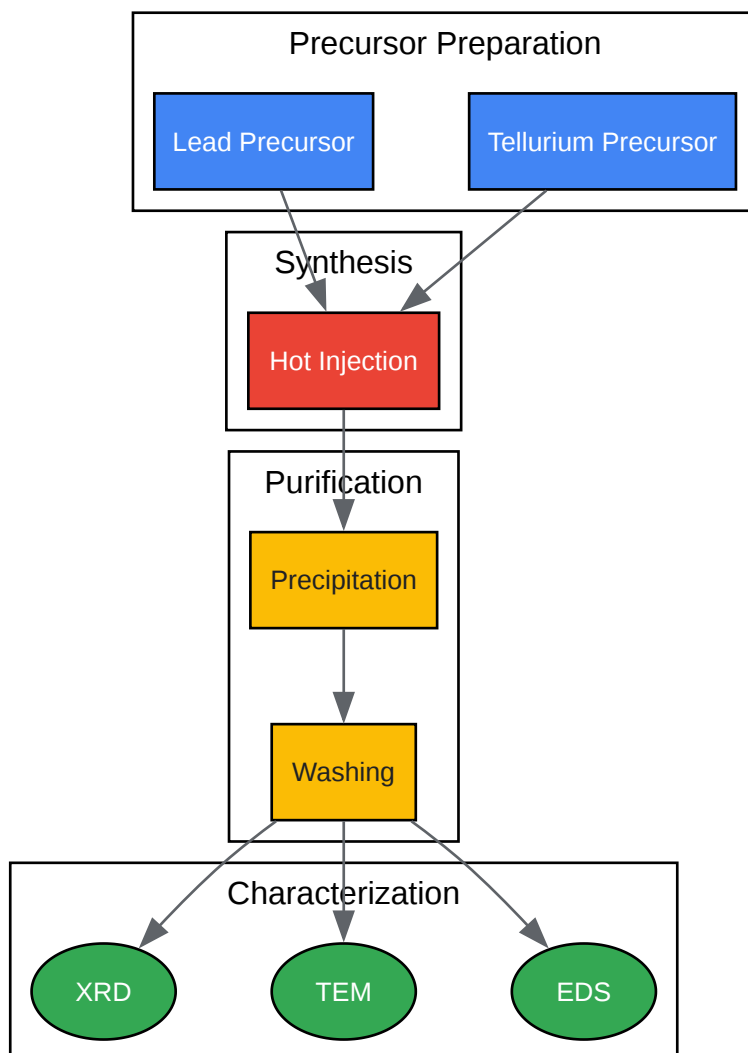 Precursor Preparation
Lead Precursor
Tellurium Precursor
Synthesis
Hot Injection
Purification
Precipitation
Washing
Characterization
XRD
TEM
EDS